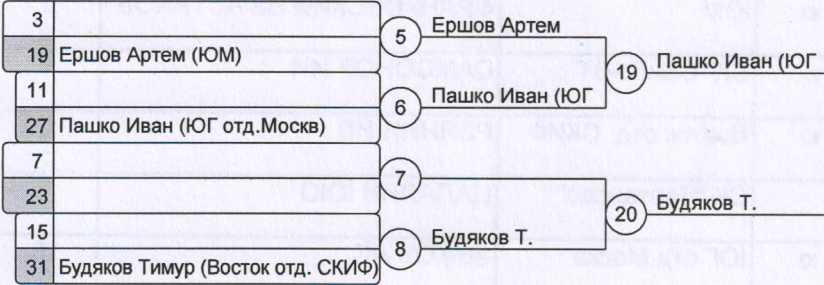 3
19 Ершов Артем (ЮМ)
5 Ершов Артем
11
27 Пашко Иван (ЮГ отд.Москв)
6 Пашко Иван (ЮГ
19 Пашко Иван (ЮГ
7
23
7
15
31 Будяков Тимур (Восток отд. СКИФ)
8 Будяков Т.
20 Будяков Т.